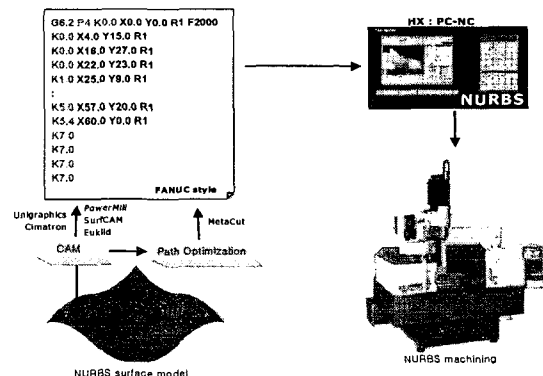 G6.2 P4 K0.0 X0.0 Y0.0 R1 F2000
K0.0 X4.0 Y15.0 R1
K0.0 X16.0 Y27.0 R1
K0.0 X22.0 Y23.0 R1
K1.0 X25.0 Y9.0 R1
:
K5.0 X57.0 Y20.0 R1
K5.4 X60.0 Y0.0 R1
K7.0
K7.0
K7.0
K7.0
FANUC style
HX : PC-NC
NURBS
Unigraphics
Cimatron
PowerMill
SurfCAM
Euklid
MetaCut
CAM
Path Optimization
NURBS surface model
NURBS machining